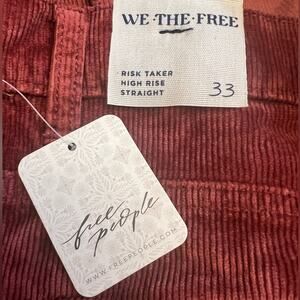 WE·THE·FREE
RISK TAKER
HIGH RISE
STRAIGHT 33
free
people
WWW.FREEPEOPLE.COM